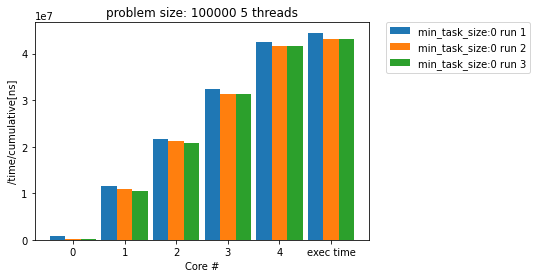 problem size: 100000 5 threads
1e7
4
3
2
1
0
/time/cumulative[ns]
0 1 2 3 4 exec time
Core #
min_task_size:0 run 1
min_task_size:0 run 2
min_task_size:0 run 3